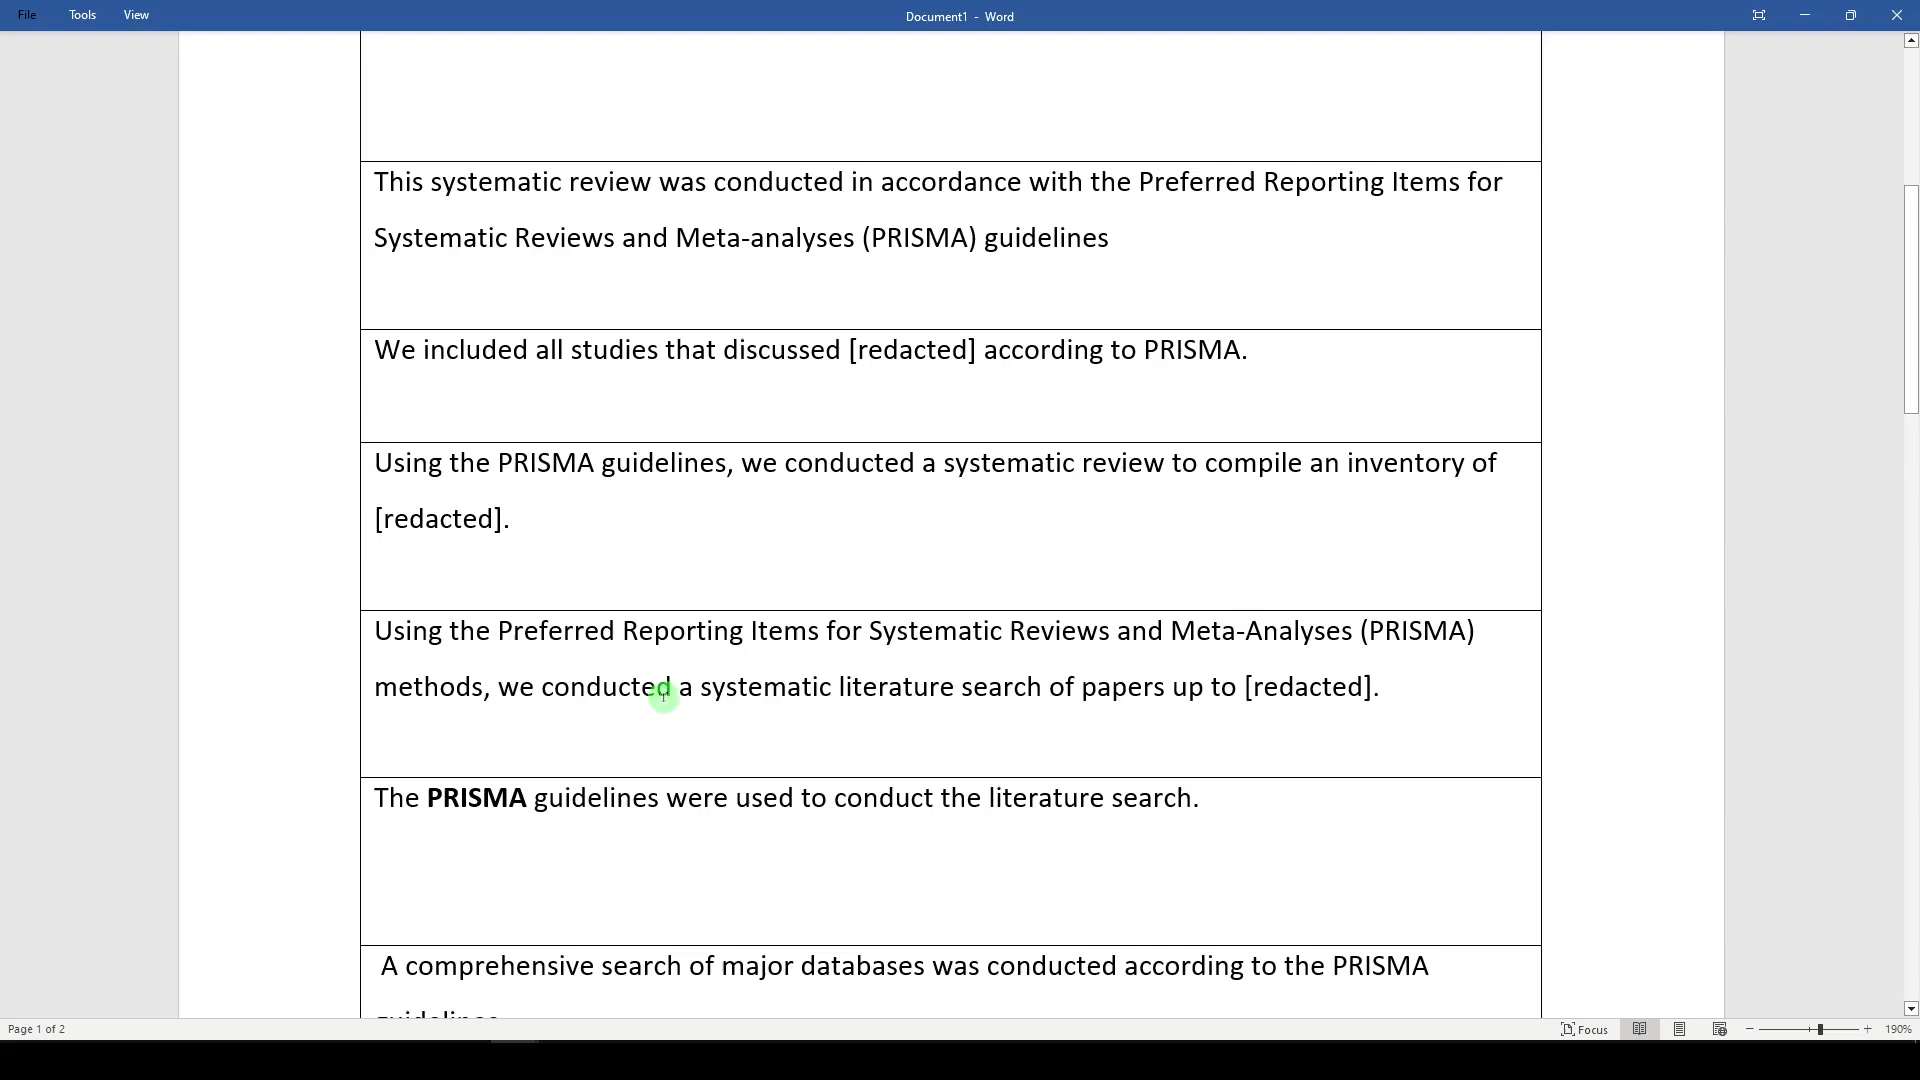 File Tools View Document1 - Word
This systematic review was conducted in accordance with the Preferred Reporting Items for
Systematic Reviews and Meta-analyses (PRISMA) guidelines
We included all studies that discussed [redacted] according to PRISMA.
Using the PRISMA guidelines, we conducted a systematic review to compile an inventory of
[redacted].
Using the Preferred Reporting Items for Systematic Reviews and Meta-Analyses (PRISMA)
methods, we conducted a systematic literature search of papers up to [redacted].
The PRISMA guidelines were used to conduct the literature search.
A comprehensive search of major databases was conducted according to the PRISMA
guidelines
Page 1 of 2 Focus 190%